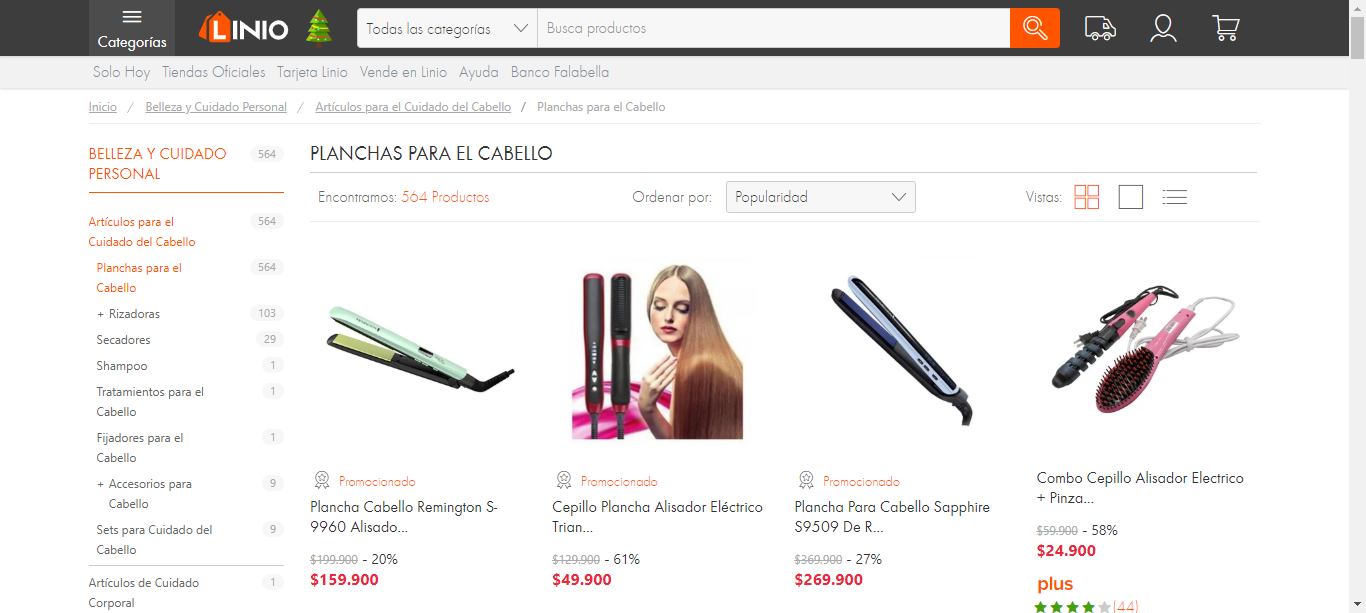 Categorías
LINIO
Todas las categorías
Busca productos
Solo Hoy Tiendas Oficiales Tarjeta Linio Vende en Linio Ayuda Banco Falabella
Inicio / Belleza y Cuidado Personal / Artículos para el Cuidado del Cabello / Planchas para el Cabello
BELLEZA Y CUIDADO 564
PERSONAL
Artículos para el 564
Cuidado del Cabello
Planchas para el 564
Cabello
+ Rizadoras 103
Secadores 29
Shampoo 1
Tratamientos para el 1
Cabello
Fijadores para el 1
Cabello
+ Accesorios para 9
Cabello
Sets para Cuidado del 9
Cabello
Artículos de Cuidado 1
Corporal
PLANCHAS PARA EL CABELLO
Encontramos: 564 Productos
Ordenar por: Popularidad
Vistas:
Promocionado
Plancha Cabello Remington S-
9960 Alisado...
$199.900 - 20%
$159.900
Promocionado
Cepillo Plancha Alisador Eléctrico
Trian...
$129.900 - 61%
$49.900
Promocionado
Plancha Para Cabello Sapphire
S9509 De R...
$369.900 - 27%
$269.900
Combo Cepillo Alisador Electrico
+ Pinza...
$59.900 - 58%
$24.900
plus
(44)